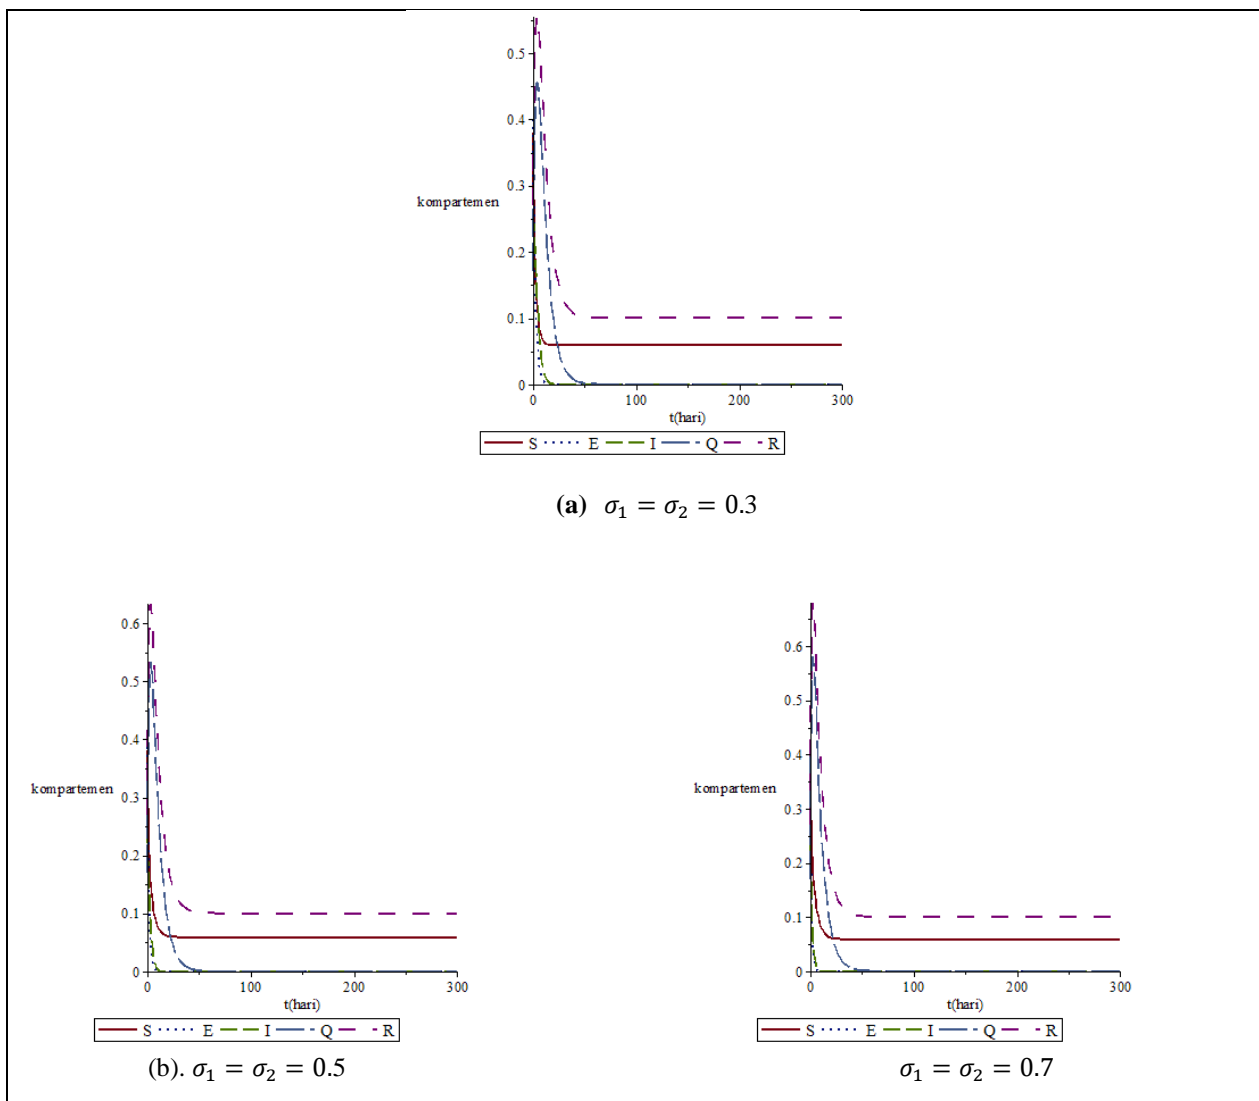 0.5
0.4
0.3
kompartemen
0.2
0.1
0
0 100 200 300
t(hari)
S E I Q R
(a) σ₁ = σ₂ = 0.3
0.6
0.5
0.4
kompartemen
0.3
0.2
0.1
0
0 100 200 300
t(hari)
S E I Q R
(b). σ₁ = σ₂ = 0.5
0.6
0.5
0.4
kompartemen
0.3
0.2
0.1
0
0 100 200 300
t(hari)
S E I Q R
σ₁ = σ₂ = 0.7